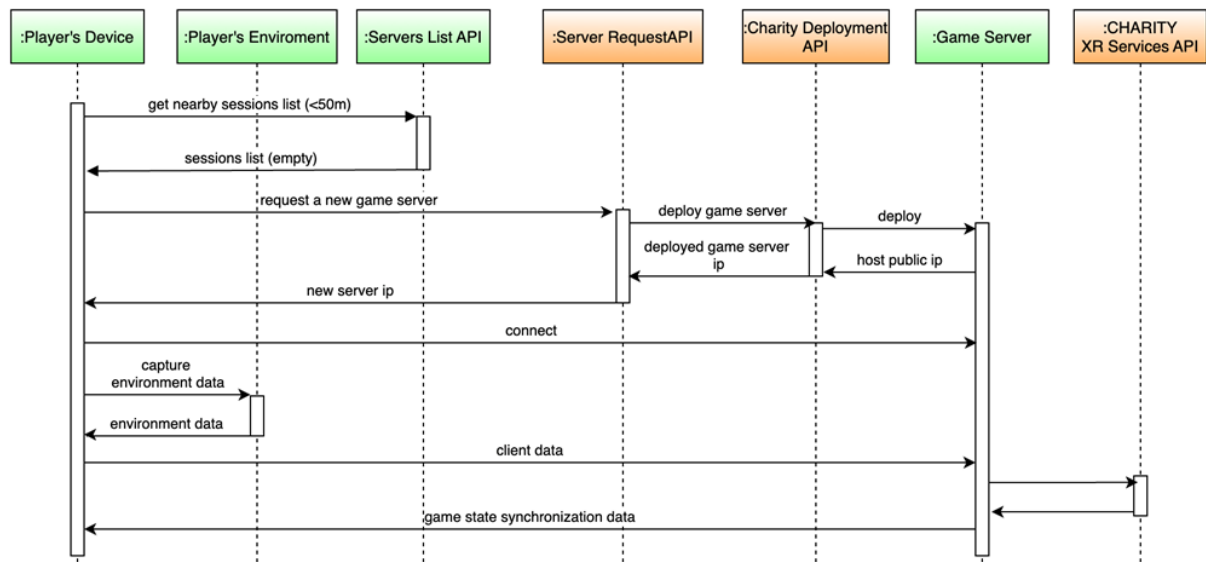 :Player's Device
:Player's Enviroment
:Servers List API
:Server RequestAPI
:Charity Deployment
API
:Game Server
:CHARITY
XR Services API
get nearby sessions list (<50m)
sessions list (empty)
request a new game server
deploy game server
deploy
deployed game server
ip
host public ip
new server ip
connect
capture
environment data
environment data
client data
game state synchronization data